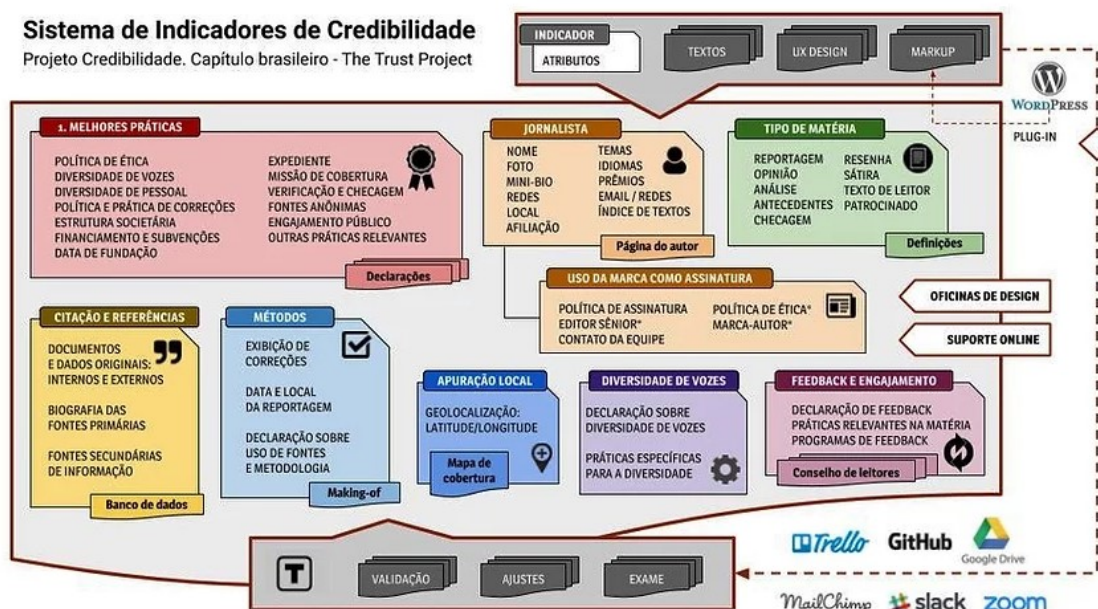 Sistema de Indicadores de Credibilidade
Projeto Credibilidade. Capítulo brasileiro - The Trust Project
INDICADOR
ATRIBUTOS
TEXTOS
UX DESIGN
MARKUP
WORDPRESS
PLUG-IN
1. MELHORES PRÁTICAS
POLÍTICA DE ÉTICA
DIVERSIDADE DE VOZES
DIVERSIDADE DE PESSOAL
POLÍTICA E PRÁTICA DE CORREÇÕES
ESTRUTURA SOCIETÁRIA
FINANCIAMENTO E SUBVENÇÕES
DATA DE FUNDAÇÃO
EXPEDIENTE
MISSÃO DE COBERTURA
VERIFICAÇÃO E CHECAGEM
FONTES ANÔNIMAS
ENGAJAMENTO PÚBLICO
OUTRAS PRÁTICAS RELEVANTES
Declarações
JORNALISTA
NOME
FOTO
MINI-BIO
REDES
LOCAL
AFILIAÇÃO
TEMAS
IDIOMAS
PRÊMIOS
EMAIL / REDES
ÍNDICE DE TEXTOS
Página do autor
TIPO DE MATÉRIA
REPORTAGEM
OPINIÃO
ANÁLISE
ANTECEDENTES
CHECAGEM
RESENHA
SÁTIRA
TEXTO DE LEITOR
PATROCINADO
Definições
USO DA MARCA COMO ASSINATURA
POLÍTICA DE ASSINATURA
EDITOR SÊNIOR*
CONTATO DA EQUIPE
POLÍTICA DE ÉTICA*
MARCA-AUTOR*
OFICINAS DE DESIGN
SUPORTE ONLINE
CITAÇÃO E REFERÊNCIAS
DOCUMENTOS
E DADOS ORIGINAIS:
INTERNOS E EXTERNOS
BIOGRAFIA DAS
FONTES PRIMÁRIAS
FONTES SECUNDÁRIAS
DE INFORMAÇÃO
Banco de dados
MÉTODOS
EXIBIÇÃO DE
CORREÇÕES
DATA E LOCAL
DA REPORTAGEM
DECLARAÇÃO SOBRE
USO DE FONTES
E METODOLOGIA
Making-of
APURAÇÃO LOCAL
GEOLOCALIZAÇÃO:
LATITUDE/LONGITUDE
Mapa de
cobertura
DIVERSIDADE DE VOZES
DECLARAÇÃO SOBRE
DIVERSIDADE DE VOZES
PRÁTICAS ESPECÍFICAS
PARA A DIVERSIDADE
FEEDBACK E ENGAJAMENTO
DECLARAÇÃO DE FEEDBACK
PRÁTICAS RELEVANTES NA MATÉRIA
PROGRAMAS DE FEEDBACK
Conselho de leitores
T
VALIDAÇÃO
AJUSTES
EXAME
Trello
GitHub
Google Drive
MailChimp
slack
zoom